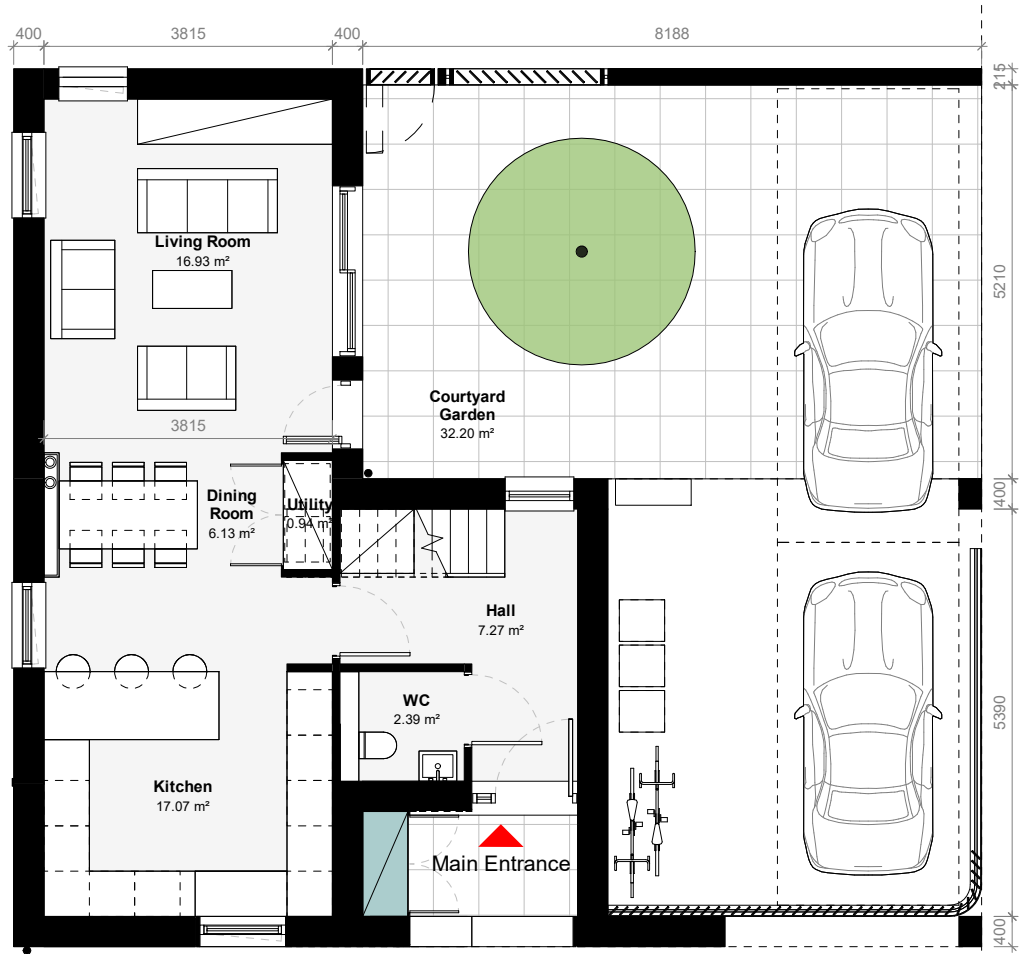 400
3815
400
8188
215
Living Room
16.93 m²
5210
Courtyard
Garden
32.20 m²
3815
Dining
Room
6.13 m²
Utility
0.94 m²
400
Hall
7.27 m²
WC
2.39 m²
5390
Kitchen
17.07 m²
Main Entrance
400